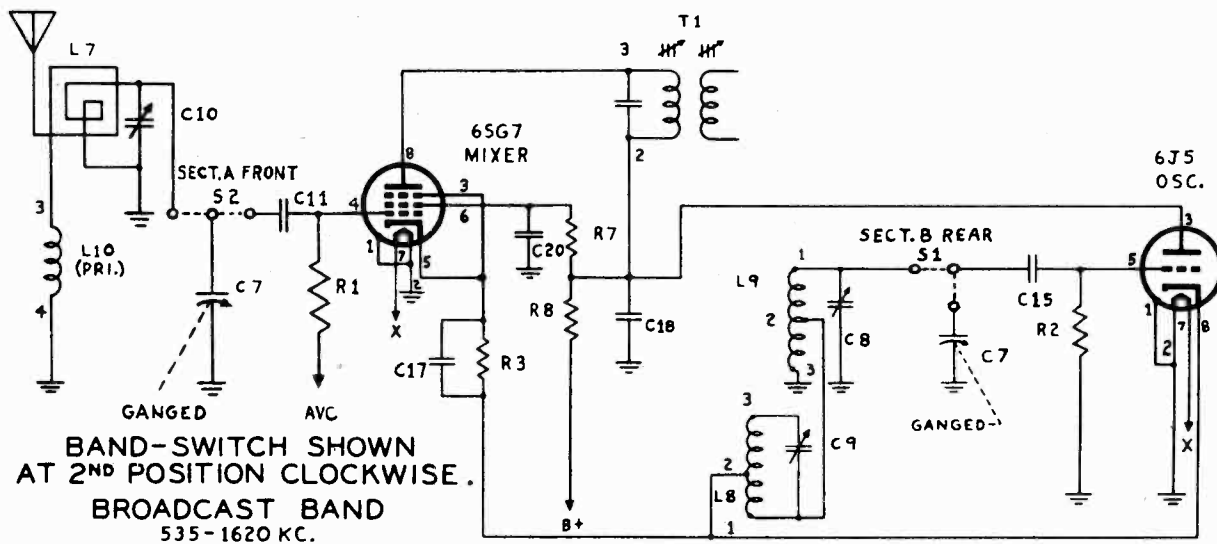 T1
L7
3
C10
6SG7
MIXER
6J5
OSC.
8
2
SECT. A FRONT
S2
C11
4
3
6
3
3
L10
(PRI.)
4
1
7
5
2
C20
R7
SECT. B REAR
S1
5
1
L9
2
3
C8
C15
R2
1
2
7
8
C7
R1
X
R8
C18
C7
C17
R3
GANGED
AVC
3
C9
GANGED
X
2
L8
1
B+
BAND-SWITCH SHOWN
AT 2ND POSITION CLOCKWISE.
BROADCAST BAND
535-1620 KC.